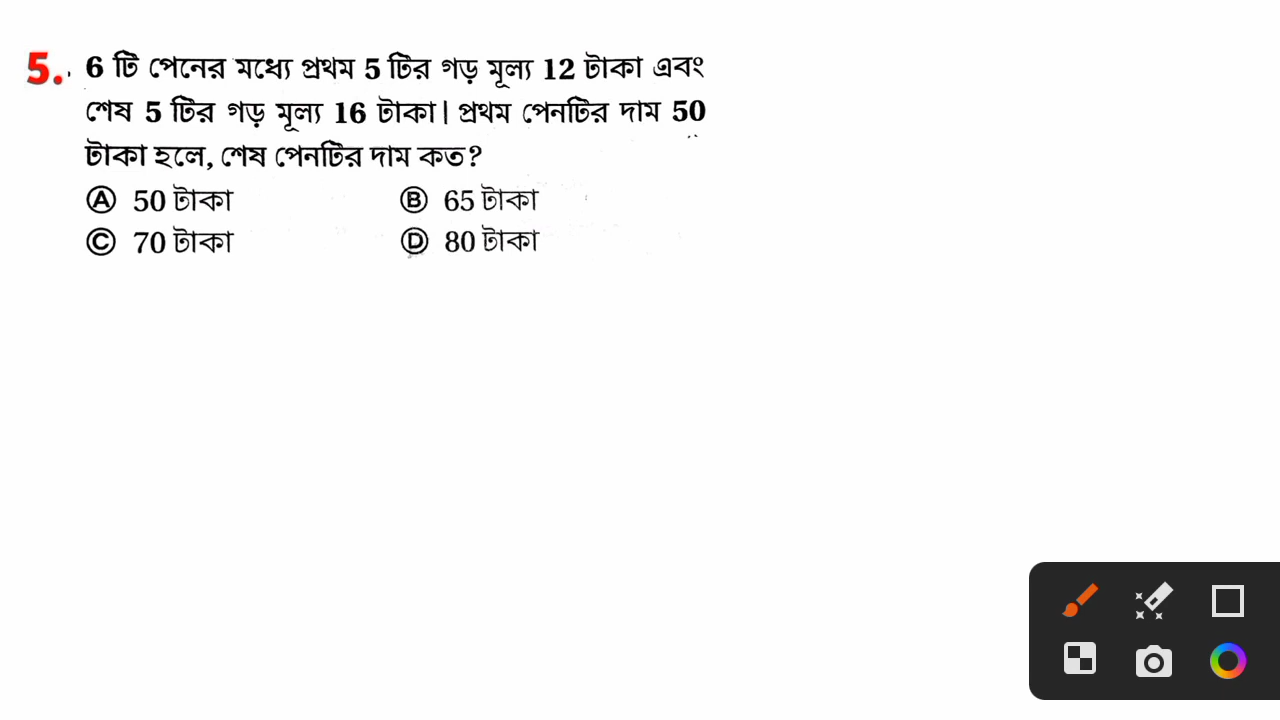 5. 6 টি পেনের মধ্যে প্রথম 5 টির গড় মূল্য 12 টাকা এবং
শেষ 5 টির গড় মূল্য 16 টাকা। প্রথম পেনটির দাম 50
টাকা হলে, শেষ পেনটির দাম কত?
Ⓐ 50 টাকা Ⓑ 65 টাকা
Ⓒ 70 টাকা Ⓓ 80 টাকা